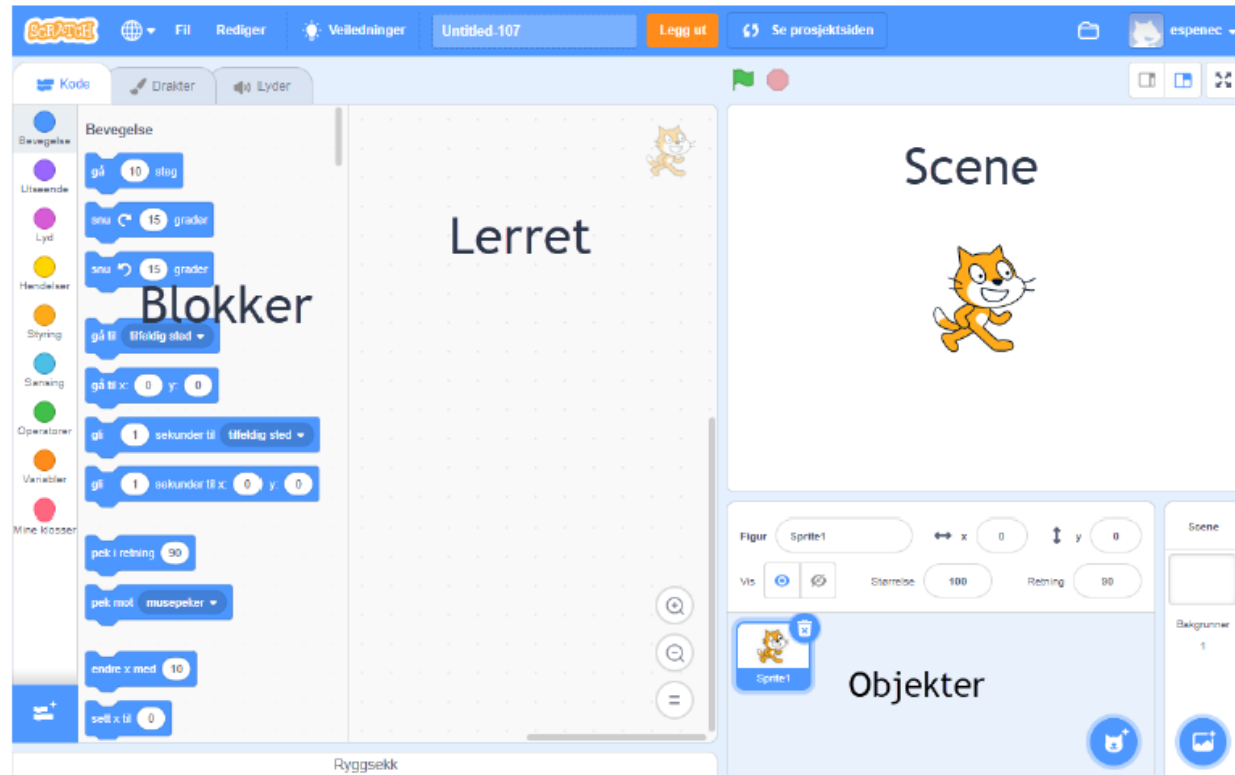 SCRATCH
Fil
Rediger
Veiledninger
Untitled-107
Legg ut
Se prosjektsiden
espenec
Kode
Drakter
Lyder
Bevegelse
Utseende
Lyd
Hendelser
Styring
Sansing
Operatorer
Variabler
Mine klosser
Bevegelse
gå 10 steg
snu 15 grader
snu 15 grader
Blokker
gå til tilfeldig sted
gå til x: 0 y: 0
gli 1 sekunder til tilfeldig sted
gli 1 sekunder til x: 0 y: 0
pek i retning 90
pek mot musepeker
endre x med 10
sett x til 0
Lerret
Ryggsekk
Scene
Figur Sprite1 x 0 y 0
Vis Størrelse 100 Retning 90
Sprite1
Objekter
Scene
Bakgrunner
1